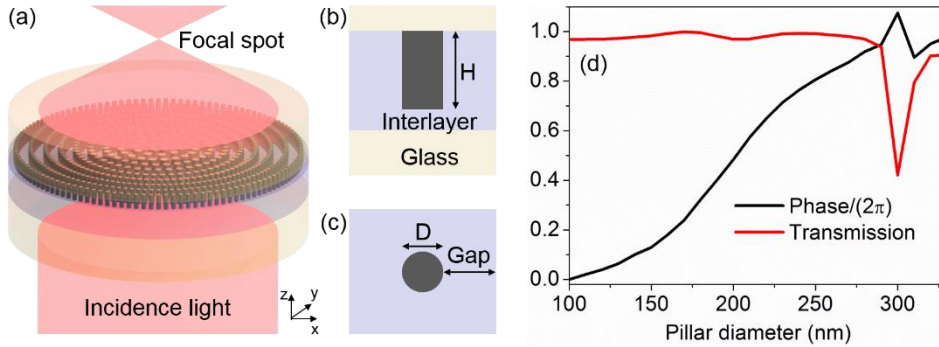 (a)
Focal spot
Incidence light
z
y
x
(b)
H
Interlayer
Glass
(c)
D
Gap
(d)
1.0
0.8
0.6
0.4
0.2
0.0
Phase/(2π)
Transmission
100 150 200 250 300
Pillar diameter (nm)